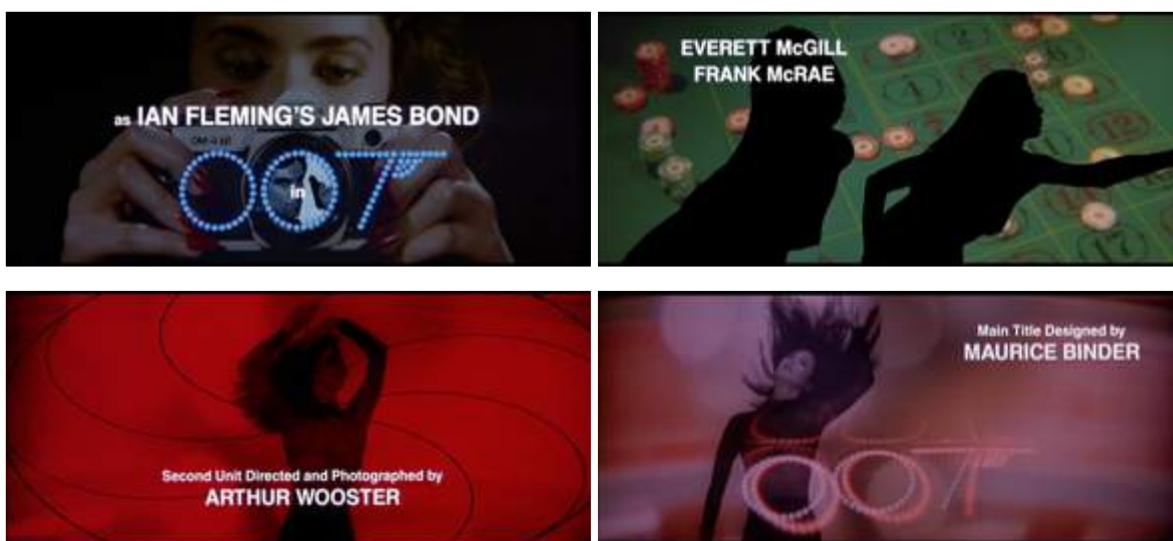 as IAN FLEMING'S JAMES BOND
007
in
EVERETT McGILL
FRANK McRAE
Second Unit Directed and Photographed by
ARTHUR WOOSTER
Main Title Designed by
MAURICE BINDER
007